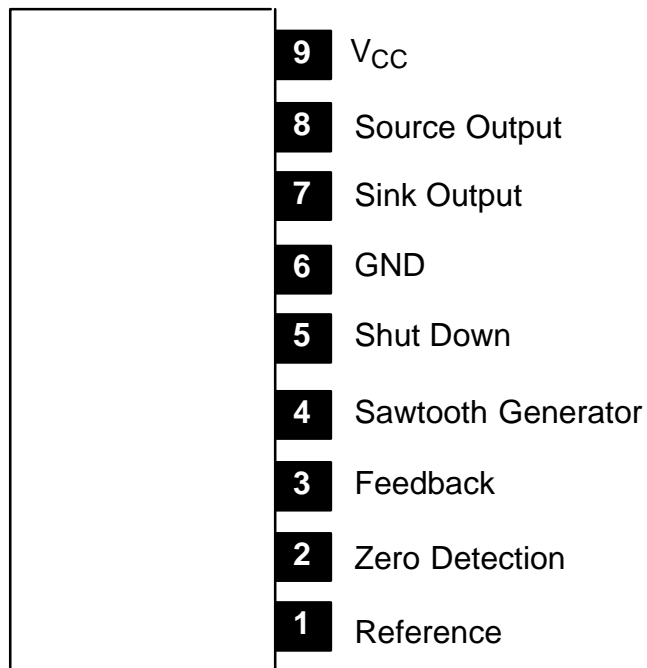 9 VCC
8 Source Output
7 Sink Output
6 GND
5 Shut Down
4 Sawtooth Generator
3 Feedback
2 Zero Detection
1 Reference